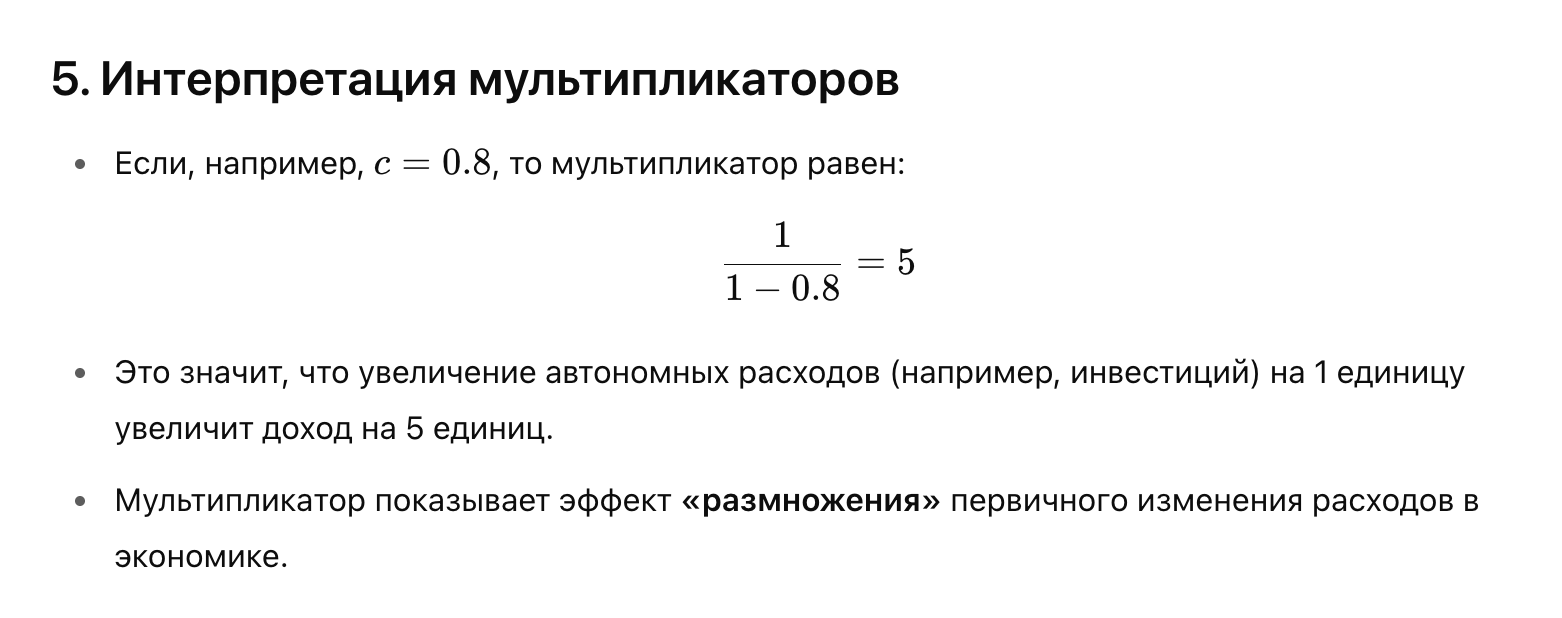 5. Интерпретация мультипликаторов
• Если, например, c = 0.8, то мультипликатор равен:
1
1 − 0.8
= 5
• Это значит, что увеличение автономных расходов (например, инвестиций) на 1 единицу
увеличит доход на 5 единиц.
• Мультипликатор показывает эффект «размножения» первичного изменения расходов в
экономике.